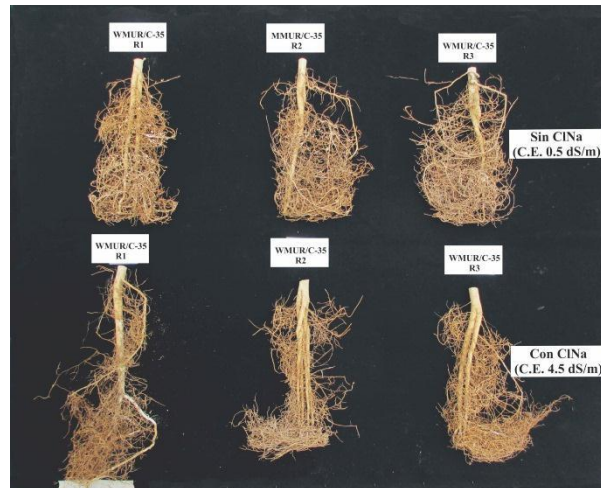 WMUR/C-35
R1
MMUR/C-35
R2
WMUR/C-35
R3
Sin ClNa
(C.E. 0.5 dS/m)
WMUR/C-35
R1
WMUR/C-35
R2
WMUR/C-35
R3
Con ClNa
(C.E. 4.5 dS/m)